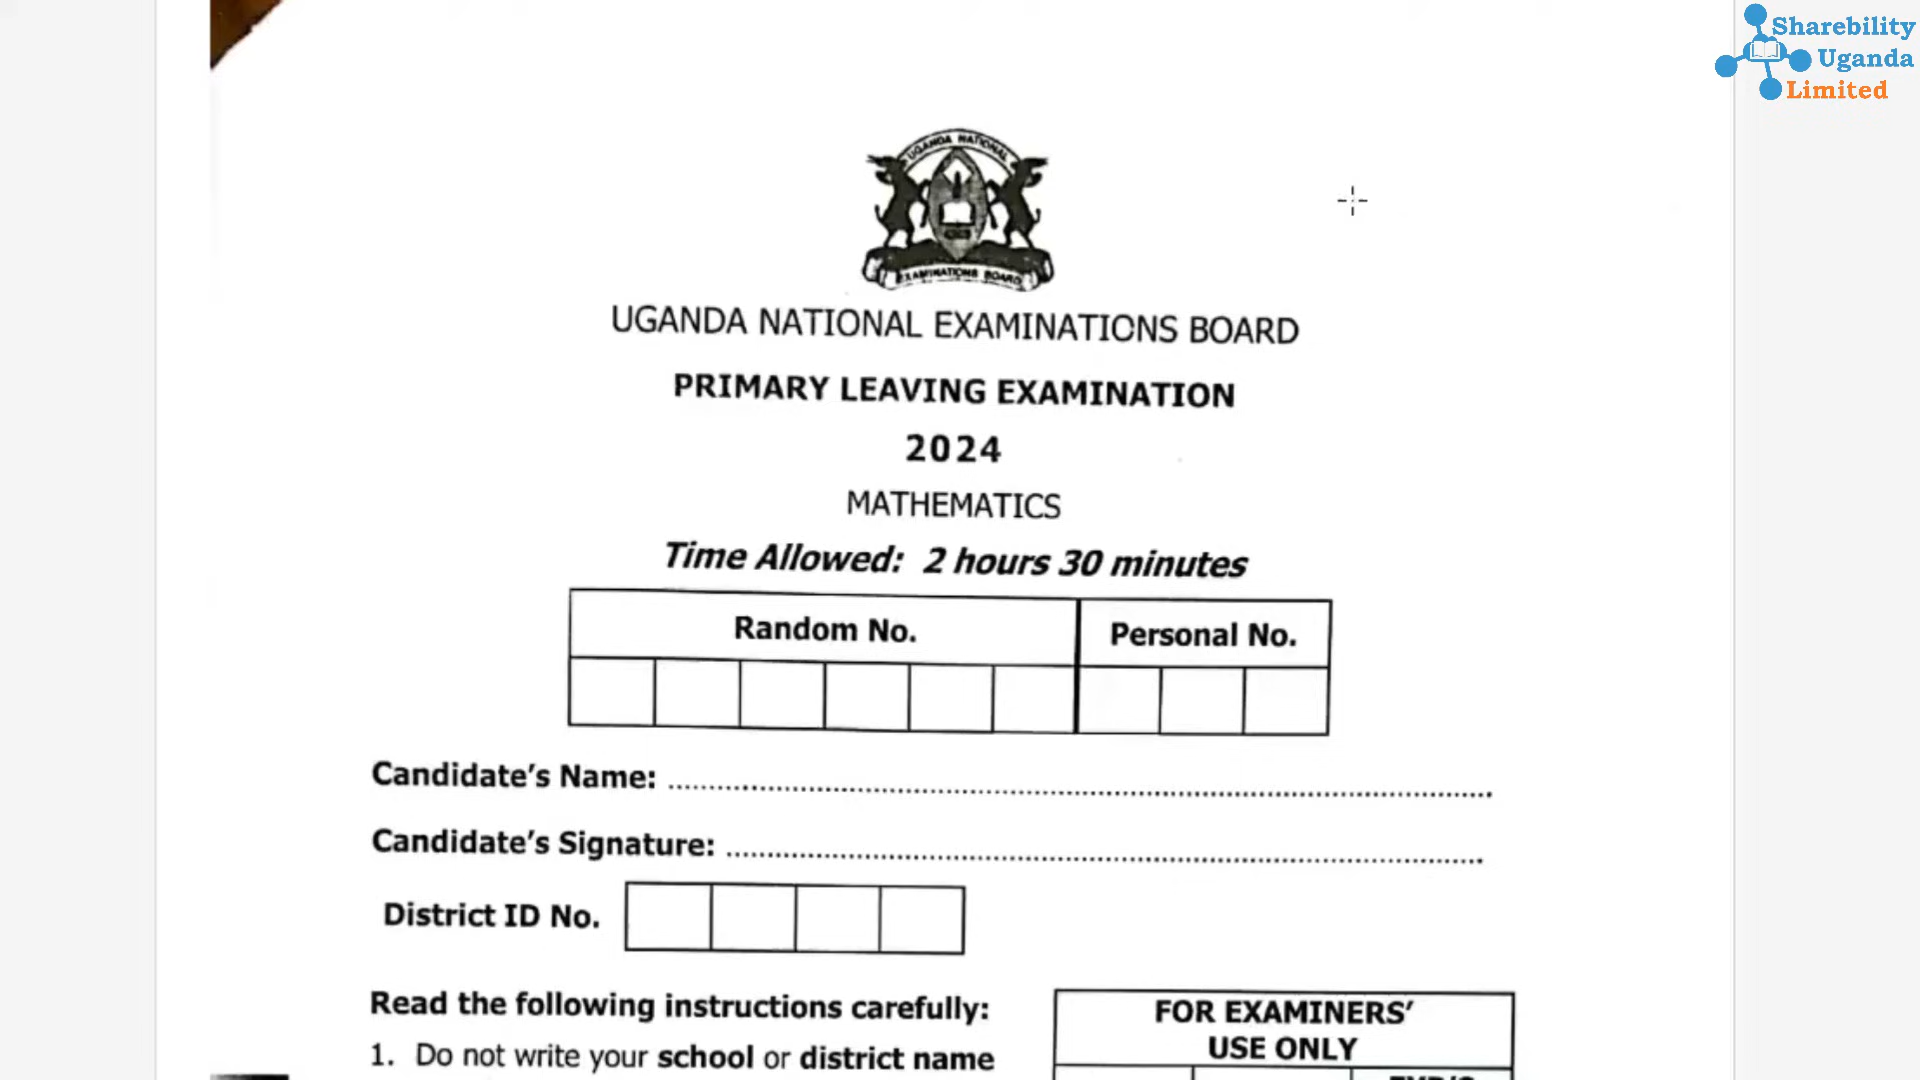 Sharebility
Uganda
Limited
UGANDA NATIONAL
EXAMINATIONS BOARD
UGANDA NATIONAL EXAMINATIONS BOARD
PRIMARY LEAVING EXAMINATION
2024
MATHEMATICS
Time Allowed: 2 hours 30 minutes
Random No. Personal No.
Candidate's Name: ........................................
Candidate's Signature: ........................................
District ID No.
Read the following instructions carefully:
FOR EXAMINERS'
USE ONLY
1. Do not write your school or district name